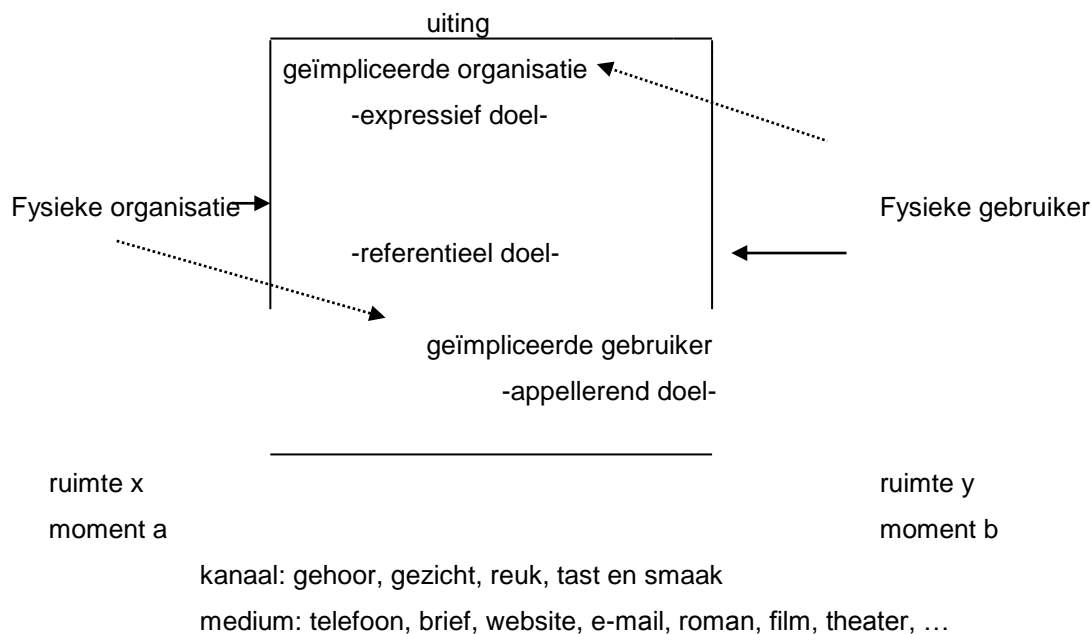 uiting
geïmpliceerde organisatie
-expressief doel-
Fysieke organisatie
Fysieke gebruiker
-referentieel doel-
geïmpliceerde gebruiker
-appellerend doel-
ruimte x
ruimte y
moment a
moment b
kanaal: gehoor, gezicht, reuk, tast en smaak
medium: telefoon, brief, website, e-mail, roman, film, theater, …